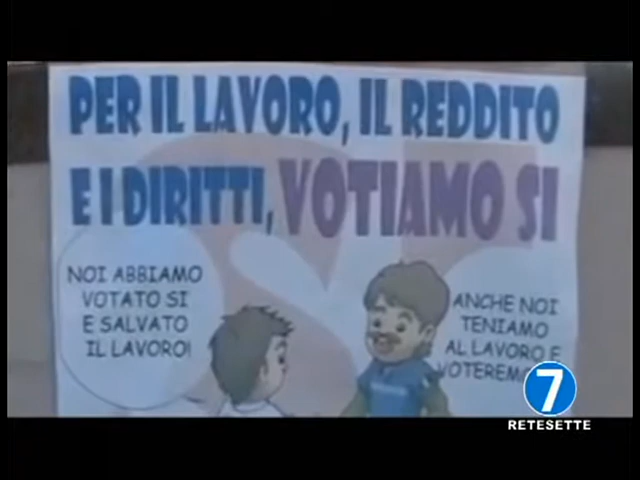 PER IL LAVORO, IL REDDITO
E I DIRITTI, VOTIAMO SI
NOI ABBIAMO
VOTATO SI
E SALVATO
IL LAVORO!
ANCHE NOI
TENIAMO
AL LAVORO E
7
RETESETTE